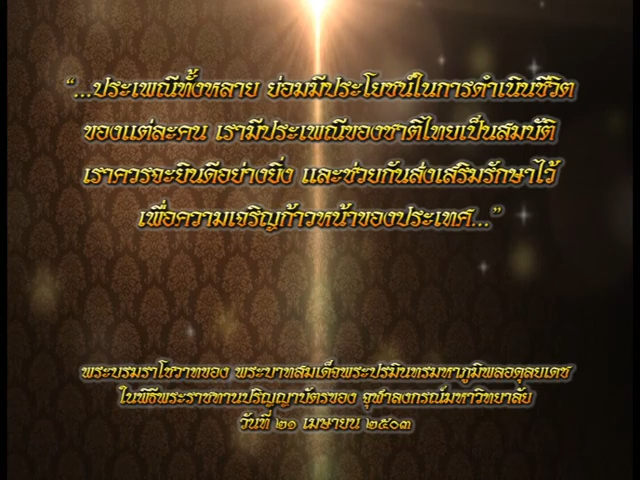 “...ประเพณีทั้งหลาย ย่อมมีประโยชน์ในการดำเนินชีวิต
ของแต่ละคน เรามีประเพณีของชาติไทยเป็นสมบัติ
เราควรจะยินดีอย่างยิ่ง และช่วยกันส่งเสริมรักษาไว้
เพื่อความเจริญก้าวหน้าของประเทศ...”
พระบรมราโชวาทของ พระบาทสมเด็จพระปรมินทรมหาภูมิพลอดุลยเดช
ในพิธีพระราชทานปริญญาบัตรของ จุฬาลงกรณ์มหาวิทยาลัย
วันที่ ๒๑ เมษายน ๒๕๐๓